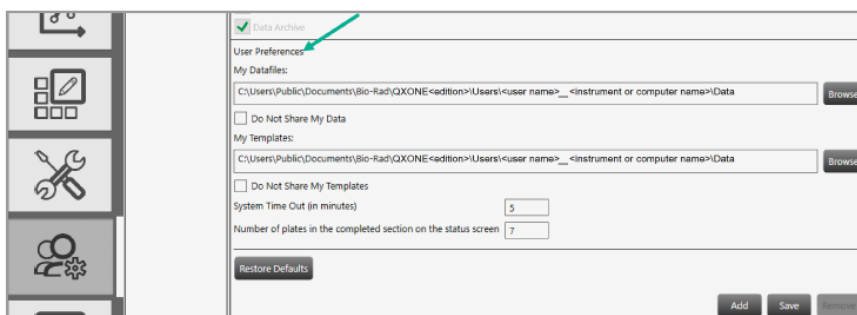 Data Archive
User Preferences
My Datafiles:
C:\Users\Public\Documents\Bio-Rad\QXONE<edition>\Users\<user name>__ <instrument or computer name>\Data
Browse
Do Not Share My Data
My Templates:
C:\Users\Public\Documents\Bio-Rad\QXONE<edition>\Users\<user name>__ <instrument or computer name>\Data
Browse
Do Not Share My Templates
System Time Out (in minutes) 5
Number of plates in the completed section on the status screen 7
Restore Defaults
Add Save Remove